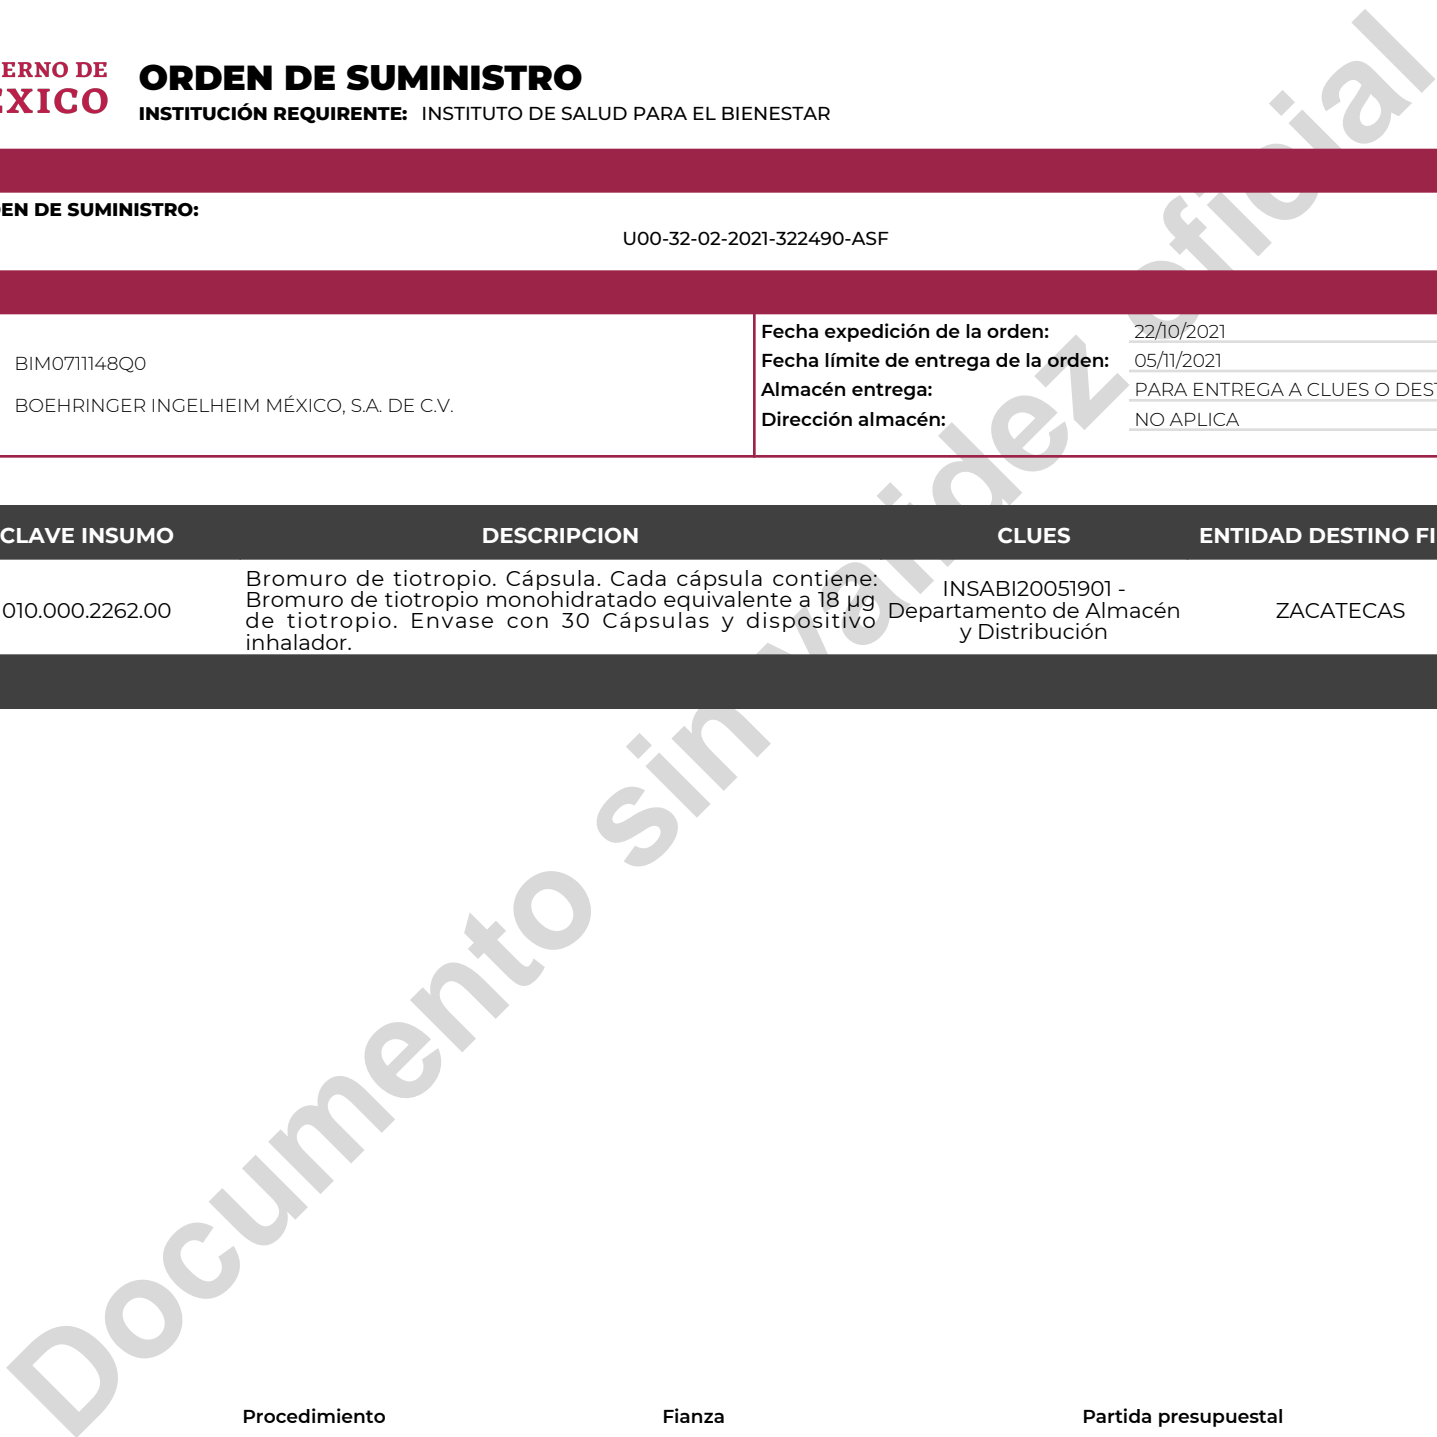 ERNO DE
EXICO
ORDEN DE SUMINISTRO
INSTITUCIÓN REQUIRENTE: INSTITUTO DE SALUD PARA EL BIENESTAR
EN DE SUMINISTRO:
U00-32-02-2021-322490-ASF
BIM0711148Q0
BOEHRINGER INGELHEIM MÉXICO, S.A. DE C.V.
Fecha expedición de la orden: 22/10/2021
Fecha límite de entrega de la orden: 05/11/2021
Almacén entrega: PARA ENTREGA A CLUES O DEST
Dirección almacén: NO APLICA
CLAVE INSUMO DESCRIPCION CLUES ENTIDAD DESTINO FI
010.000.2262.00
Bromuro de tiotropio. Cápsula. Cada cápsula contiene:
Bromuro de tiotropio monohidratado equivalente a 18 µg
de tiotropio. Envase con 30 Cápsulas y dispositivo
inhalador.
INSABI20051901 -
Departamento de Almacén
y Distribución
ZACATECAS
Documento sin validez oficial
Procedimiento Fianza Partida presupuestal